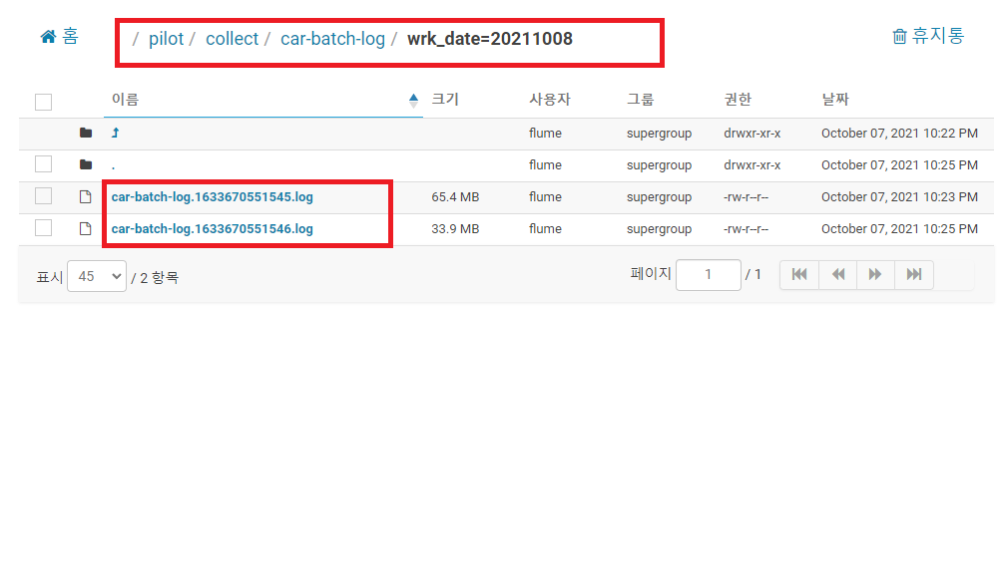 홈 / pilot / collect / car-batch-log / wrk_date=20211008 휴지통
이름 크기 사용자 그룹 권한 날짜
flume supergroup drwxr-xr-x October 07, 2021 10:22 PM
. flume supergroup drwxr-xr-x October 07, 2021 10:25 PM
car-batch-log.1633670551545.log 65.4 MB flume supergroup -rw-r--r-- October 07, 2021 10:23 PM
car-batch-log.1633670551546.log 33.9 MB flume supergroup -rw-r--r-- October 07, 2021 10:25 PM
표시 45 / 2 항목 페이지 1 / 1